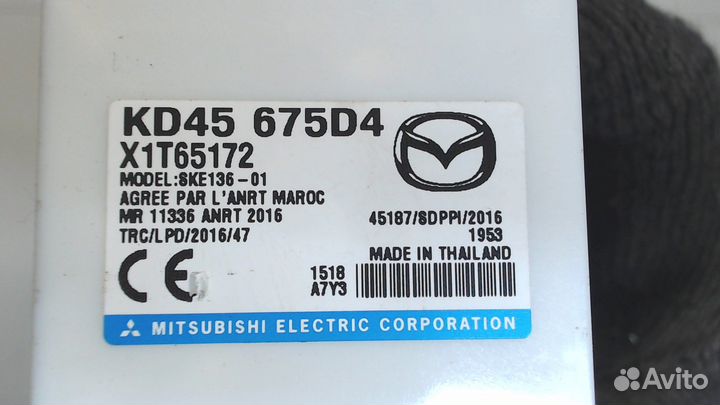 KD45 675D4
X1T65172
MODEL:SKE136-01
AGREE PAR L'ANRT MAROC
MR 11336 ANRT 2016
TRC/LPD/2016/47
45187/SDPPI/2016
1953
MADE IN THAILAND
CE
1518
A7Y3
MITSUBISHI ELECTRIC CORPORATION
Avito